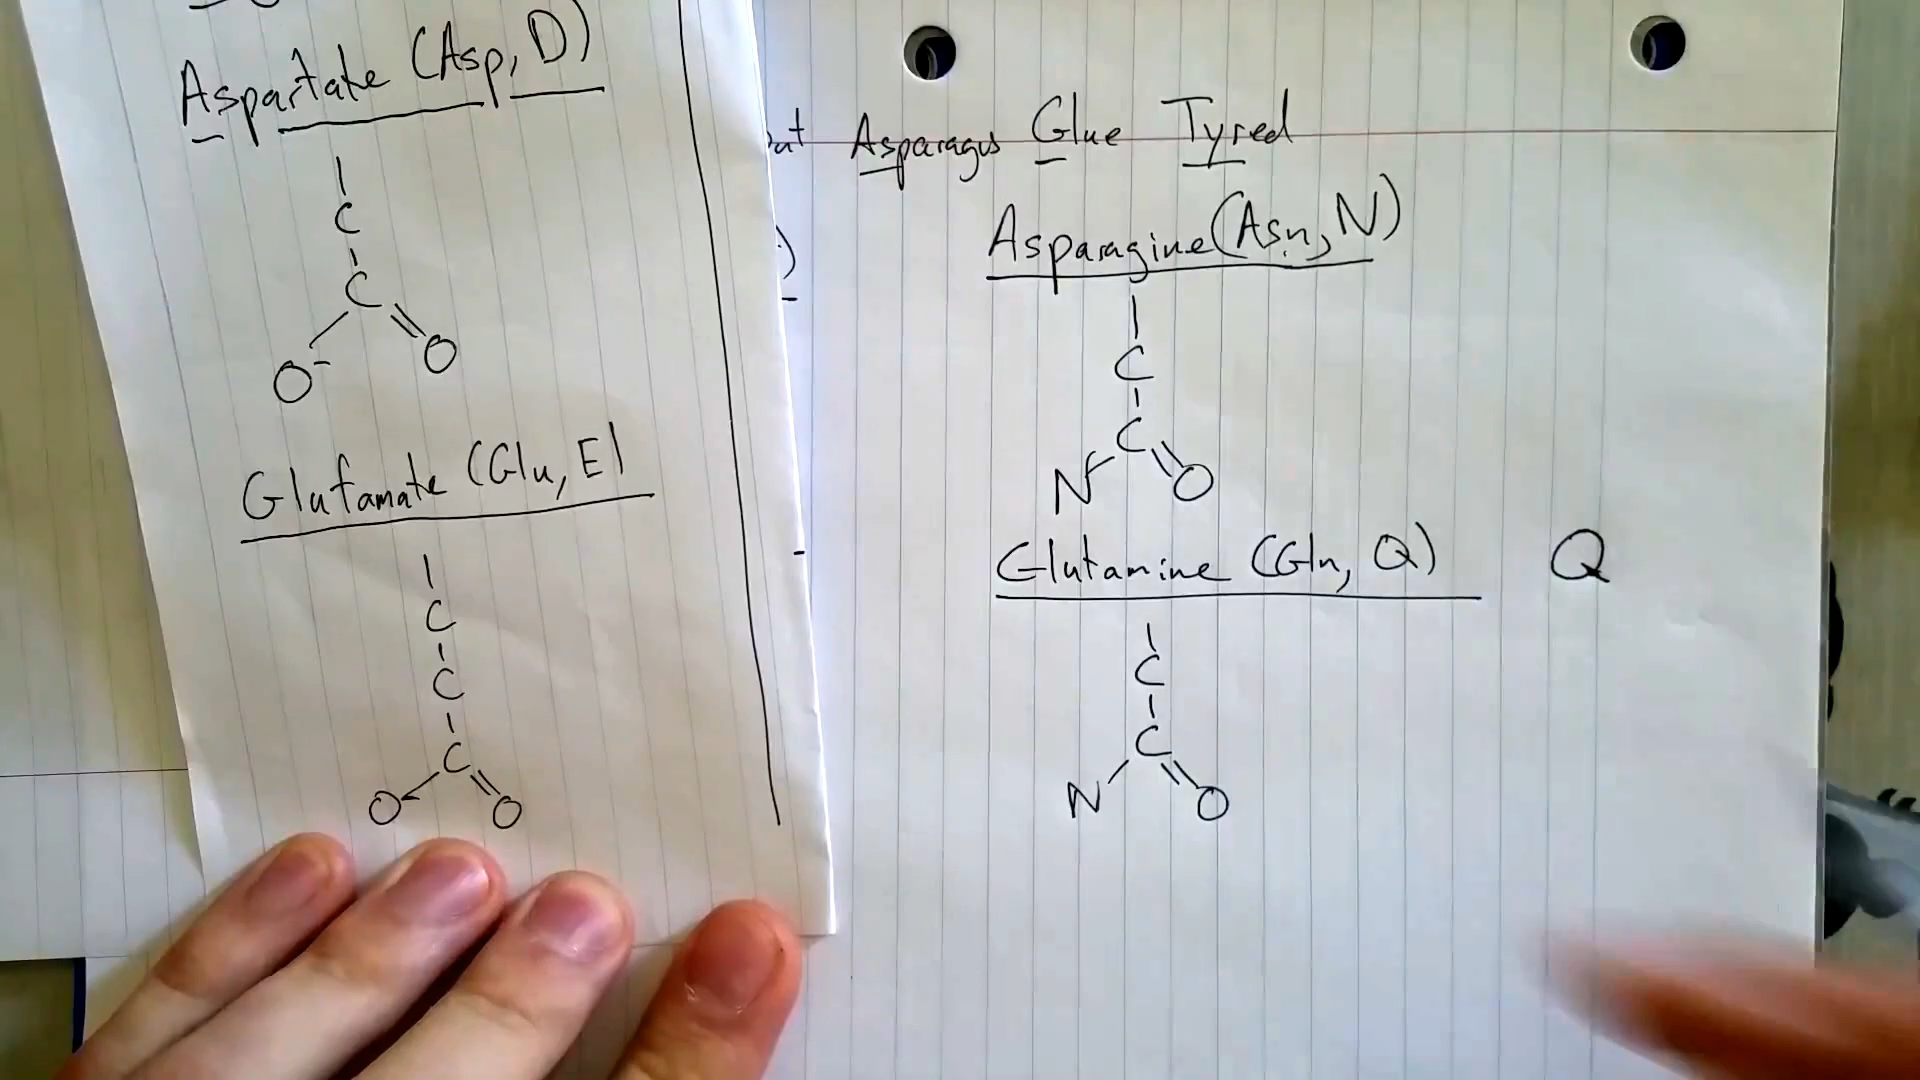 Aspartate (Asp, D)
C
C
O- O
Glutamate (Glu, E)
C
C
C
O- O
Asparagus Glue Tyred
Asparagine (Asn, N)
C
C
N O
Glutamine (Gln, Q) Q
C
C
N O